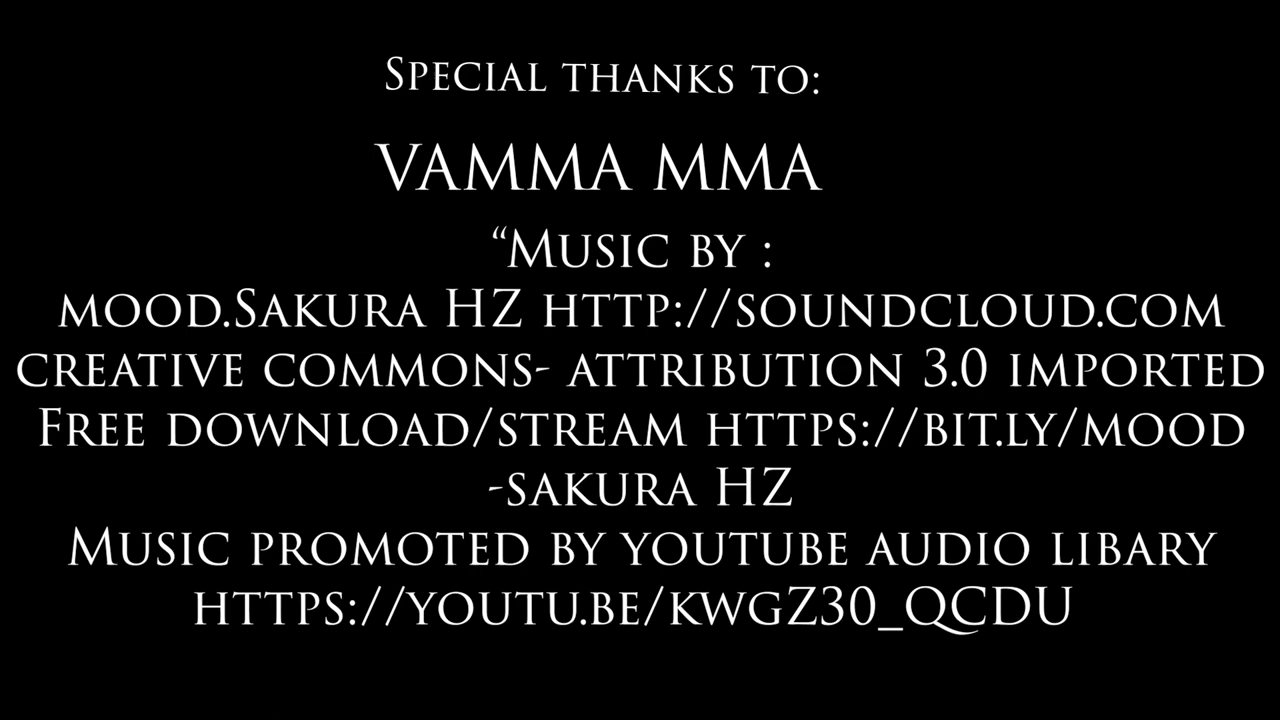 Special thanks to:
VAMMA MMA
“Music by :
mood.Sakura HZ http://soundcloud.com
creative commons- attribution 3.0 imported
Free download/stream https://bit.ly/mood
-sakura HZ
Music promoted by youtube audio libary
https://youtu.be/kwgZ30_QCDU